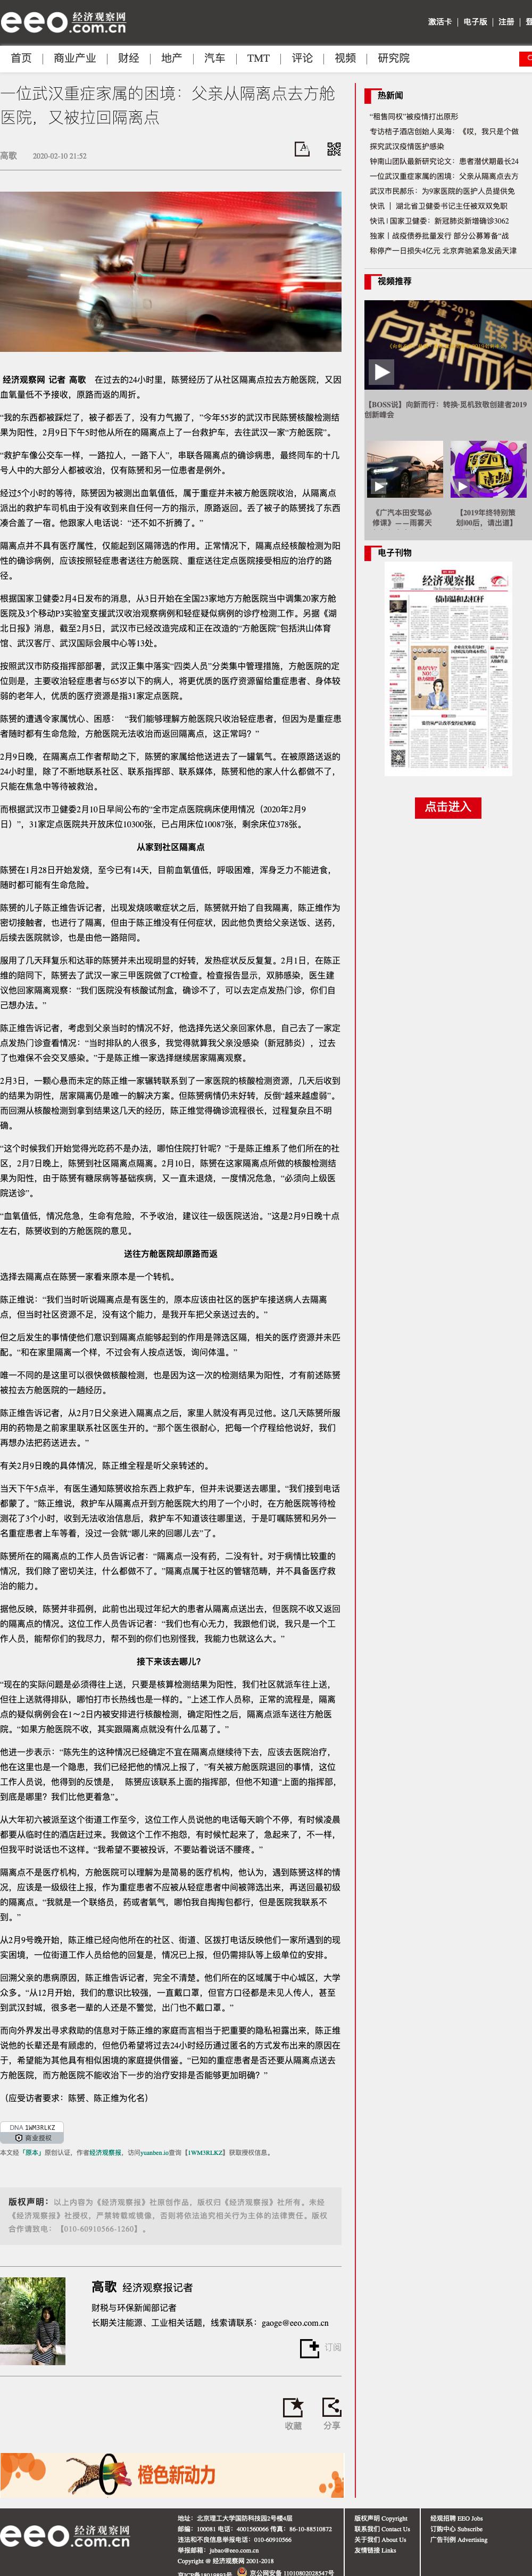 eeo 经济观察网
.com.cn
激活卡 | 电子版 | 注册 |
首页 | 商业产业 | 财经 | 地产 | 汽车 | TMT | 评论 | 视频 | 研究院
一位武汉重症家属的困境：父亲从隔离点去方舱
医院，又被拉回隔离点
高歌 2020-02-10 21:52
经济观察网 记者 高歌 在过去的24小时里，陈赟经历了从社区隔离点拉去方舱医院，又因
血氧量低不予接收，原路而返的周折。
“我的东西都被踩烂了，被子都丢了，没有力气搬了，”今年55岁的武汉市民陈赟核酸检测结
果为阳性，2月9日下午5时他从所在的隔离点上了一台救护车，去往武汉一家“方舱医院”。
“救护车像公交车一样，一路拉人，一路下人”，串联各隔离点的确诊病患，最终同车的十几
号人中的大部分人都被收治，仅有陈赟和另一位患者是例外。
经过5个小时的等待，陈赟因为被测出血氧值低，属于重症并未被方舱医院收治，从隔离点
派出的救护车司机由于没有收到来自任何一方的指示，原路返回。丢了被子的陈赟找了东西
凑合盖了一宿。他跟家人电话说：“还不如不折腾了。”
隔离点并不具有医疗属性，仅能起到区隔筛选的作用。正常情况下，隔离点经核酸检测为阳
性的确诊病例，应该按照轻症患者送往方舱医院、重症送往定点医院接受相应的治疗的路
径。
根据国家卫健委2月4日发布的消息，从3日开始在全国23家地方方舱医院当中调集20家方舱
医院及3个移动P3实验室支援武汉收治观察病例和轻症疑似病例的诊疗检测工作。另据《湖
北日报》消息，截至2月5日，武汉市已经改造完成和正在改造的“方舱医院”包括洪山体育
馆、武汉客厅、武汉国际会展中心等13处。
按照武汉市防疫指挥部部署，武汉正集中落实“四类人员”分类集中管理措施，方舱医院的定
位则是，主要收治轻症患者与65岁以下的病人，将更优质的医疗资源留给重症患者、身体较
弱的老年人，优质的医疗资源是指31家定点医院。
陈赟的遭遇令家属忧心、困惑： “我们能够理解方舱医院只收治轻症患者，但因为是重症患
者随时都有生命危险，方舱医院无法收治而返回隔离点，这正常吗？”
2月9日晚，在隔离点工作者帮助之下，陈赟的家属给他送进去了一罐氧气。在被原路送返的
24小时里，除了不断地联系社区、联系指挥部、联系媒体，陈赟和他的家人什么都做不了，
只能在焦急中等待被救治。
而根据武汉市卫健委2月10日早间公布的“全市定点医院病床使用情况（2020年2月9
日）”，31家定点医院共开放床位10300张，已占用床位10087张，剩余床位378张。
从家到社区隔离点
陈赟在1月28日开始发烧，至今已有14天，目前血氧值低，呼吸困难，浑身乏力不能进食，
随时都可能有生命危险。
陈赟的儿子陈正维告诉记者，出现发烧咳嗽症状之后，陈赟就开始了自我隔离，陈正维作为
密切接触者，也进行了隔离，但由于陈正维没有任何症状，因此他负责给父亲送饭、送药，
后续去医院就诊，也是由他一路陪同。
服用了几天拜复乐和达菲的陈赟并未出现明显的好转，发热症状反反复复。2月1日，在陈正
维的陪同下，陈赟去了武汉一家三甲医院做了CT检查。检查报告显示，双肺感染，医生建
议他回家隔离观察：“我们医院没有核酸试剂盒，确诊不了，可以去定点发热门诊，你们自
己想办法。”
陈正维告诉记者，考虑到父亲当时的情况不好，他选择先送父亲回家休息，自己去了一家定
点发热门诊查看情况：“当时排队的人很多，我觉得就算我父亲没感染（新冠肺炎），过去
了也难保不会交叉感染。”于是陈正维一家选择继续居家隔离观察。
2月3日，一颗心悬而未定的陈正维一家辗转联系到了一家医院的核酸检测资源，几天后收到
的结果为阴性，居家隔离仍是唯一的解决方案。但陈赟病情仍未好转，反倒“越来越虚弱”。
而回溯从核酸检测到拿到结果这几天的经历，陈正维觉得确诊流程很长，过程复杂且不明
确。
“这个时候我们开始觉得光吃药不是办法，哪怕住院打针呢？”于是陈正维系了他们所在的社
区，2月7日晚上，陈赟到社区隔离点隔离。2月10日，陈赟在这家隔离点所做的核酸检测结
果为阳性，由于陈赟有糖尿病等基础疾病，又一直未退烧，一度情况危急，“必须向上级医
院送诊”。
“血氧值低，情况危急，生命有危险，不予收治，建议往一级医院送治。”这是2月9日晚十点
左右，陈赟收到的方舱医院的意见。
送往方舱医院却原路而返
选择去隔离点在陈赟一家看来原本是一个转机。
陈正维说：“我们当时听说隔离点是有医生的，原本应该由社区的医护车接送病人去隔离
点，但当时社区资源不足，没有这个能力，是我开车把父亲送过去的。”
但之后发生的事情使他们意识到隔离点能够起到的作用是筛选区隔，相关的医疗资源并未匹
配。“和在家里隔离一个样，不过会有人按点送饭，询问体温。”
唯一不同的是这里可以很快做核酸检测，也是因为这一次的检测结果为阳性，才有前述陈赟
被拉去方舱医院的一趟经历。
陈正维告诉记者，从2月7日父亲进入隔离点之后，家里人就没有再见过他。这几天陈赟所服
用的药物是之前家里联系社区医生开的。“那个医生很耐心，把每一个疗程给他说好，我们
再想办法把药送进去。”
有关2月9日晚的具体情况，陈正维全程是听父亲转述的。
当天下午5点半，有医生通知陈赟收拾东西上救护车，但并未说要送去哪里。“我们接到电话
都蒙了。”陈正维说，救护车从隔离点开到方舱医院大约用了一个小时，在方舱医院等待检
测花了3个小时，收到无法收治信息后，救护车不知道该往哪里送，于是叮嘱陈赟和另外一
名重症患者上车等着，没过一会就“哪儿来的回哪儿去”了。
陈赟所在的隔离点的工作人员告诉记者：“隔离点一没有药，二没有针。对于病情比较重的
情况，我们除了密切关注，什么都做不了。”隔离点属于社区的管辖范畴，并不具备医疗救
治的能力。
据他反映，陈赟并非孤例，此前也出现过年纪大的患者从隔离点送出去，但医院不收又返回
的隔离点的情况。这位工作人员告诉记者：“我们也有心无力，我跟他们说，我只是一个工
作人员，能帮你们的我尽力，帮不到的你们也别怪我，我能力也就这么大。”
接下来该去哪儿？
“现在的实际问题是必须得往上送，只要是核算检测结果为阳性，我们社区就派车往上送，
但往上送就得排队，哪怕打市长热线也是一样的。”上述工作人员称，正常的流程是，隔离
点的疑似病例会在1～2日内被安排进行核酸检测，确定阳性之后，隔离点派车送往方舱医
院。“如果方舱医院不收，其实跟隔离点就没有什么瓜葛了。”
他进一步表示：“陈先生的这种情况已经确定不宜在隔离点继续待下去，应该去医院治疗，
他在这里也是一个隐患，我们已经把他的情况上报了，”有关被方舱医院退回的事情，这位
工作人员说，他得到的反馈是， 陈赟应该联系上面的指挥部，但他不知道“上面的指挥部，
到底是哪里？我们比他更着急”。
从大年初六被派至这个街道工作至今，这位工作人员说他的电话每天响个不停，有时候凌晨
都要从临时住的酒店赶过来。我做这个工作不抱怨，有时候忙起来了，急起来了，不一样，
但我平时说话也不这样。“我希望不要被投诉，不要站着说话不腰疼。”
隔离点不是医疗机构，方舱医院可以理解为是简易的医疗机构，他认为，遇到陈赟这样的情
况，应该是一级级往上报，作为重症患者不应被从轻症患者中间被筛选出来，再送回最初级
的隔离点。“我就是一个联络员，药或者氧气，哪怕我自掏掏包都行，但是医院我联系不
到。”
从2月9号晚开始，陈正维已经向他所在的社区、街道、区拨打电话反映他们一家所遇到的现
实困境，一位街道工作人员给他的回复是，情况已上报，但仍需排队等上级单位的安排。
回溯父亲的患病原因，陈正维告诉记者，完全不清楚。他们所在的区域属于中心城区，大学
众多。“从12月开始，我们的意识比较强，一直戴口罩，但官方口径都是未见人传人，甚至
到武汉封城，很多老一辈的人还是不警觉，出门也不戴口罩。”
而向外界发出寻求救助的信息对于陈正维的家庭而言相当于把重要的隐私袒露出来，陈正维
说他的长辈还是有顾虑的，但他仍希望将过去24小时经历通过匿名的方式发布出来的原因在
于，希望能为其他具有相似困境的家庭提供借鉴。“已知的重症患者是否还要从隔离点送去
方舱医院，而方舱医院不能收治下一步的治疗安排是否能够更加明确？”
（应受访者要求：陈赟、陈正维为化名）
DNA 1WM3RLKZ
商业授权
本文经「原本」原创认证，作者经济观察报，访问yuanben.io查询【1WM3RLKZ】获取授权信息。
版权声明：以上内容为《经济观察报》社原创作品，版权归《经济观察报》社所有。未经
《经济观察报》社授权，严禁转载或镜像，否则将依法追究相关行为主体的法律责任。版权
合作请致电：【010-60910566-1260】。
高歌 经济观察报记者
财税与环保新闻部记者
长期关注能源、工业相关话题，线索请联系：gaoge@eeo.com.cn
订阅
收藏 分享
橙色新动力
热新闻
“租售同权”被疫情打出原形
专访桔子酒店创始人吴海：《哎，我只是个做
探究武汉疫情医护感染
钟南山团队最新研究论文：患者潜伏期最长24
一位武汉重症家属的困境：父亲从隔离点去方
武汉市民郝乐：为9家医院的医护人员提供免
快讯 ｜ 湖北省卫健委书记主任被双双免职
快讯 | 国家卫健委：新冠肺炎新增确诊3062
独家丨战疫债券批量发行 部分公募筹备“战
称停产一日损失4亿元 北京奔驰紧急发函天津
视频推荐
【BOSS说】向新而行：转换·觅机致敬创建者2019
创新峰会
《广汽本田安驾必
修课》——雨雾天
【2019年终特别策
划|00后，请出道】
电子刊物
经济观察报
债市温和去杠杆
点击进入
eeo 经济观察网
.com.cn
地址：北京理工大学国防科技园2号楼4层
邮编：100081 电话：4001560066 传真：86-10-88510872
违法和不良信息举报电话：010-60910566
举报邮箱：jubao@eeo.com.cn
Copyright @ 经济观察网 2001-2018
京ICP备18019893号 京公网安备 11010802028547号
版权声明 Copyright
联系我们 Contact Us
关于我们 About Us
友情链接 Links
经观招聘 EEO Jobs
订购中心 Subscribe
广告刊例 Advertising